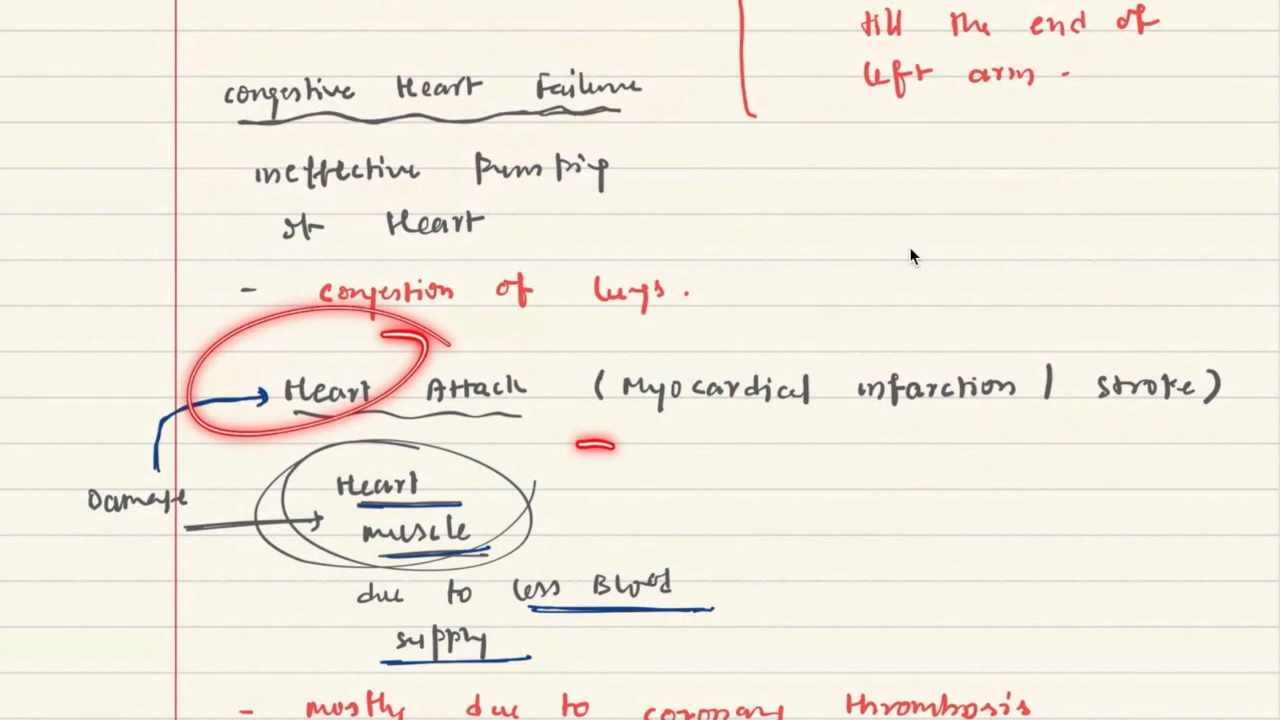 till the end of
left arm.
congestive Heart Failure
ineffective Pumping
of Heart
- congestion of lungs.
Heart Attack (Myocardial infarction / stroke)
Damage
Heart
muscle
due to less Blood
supply
- mostly due to coronary thrombosis